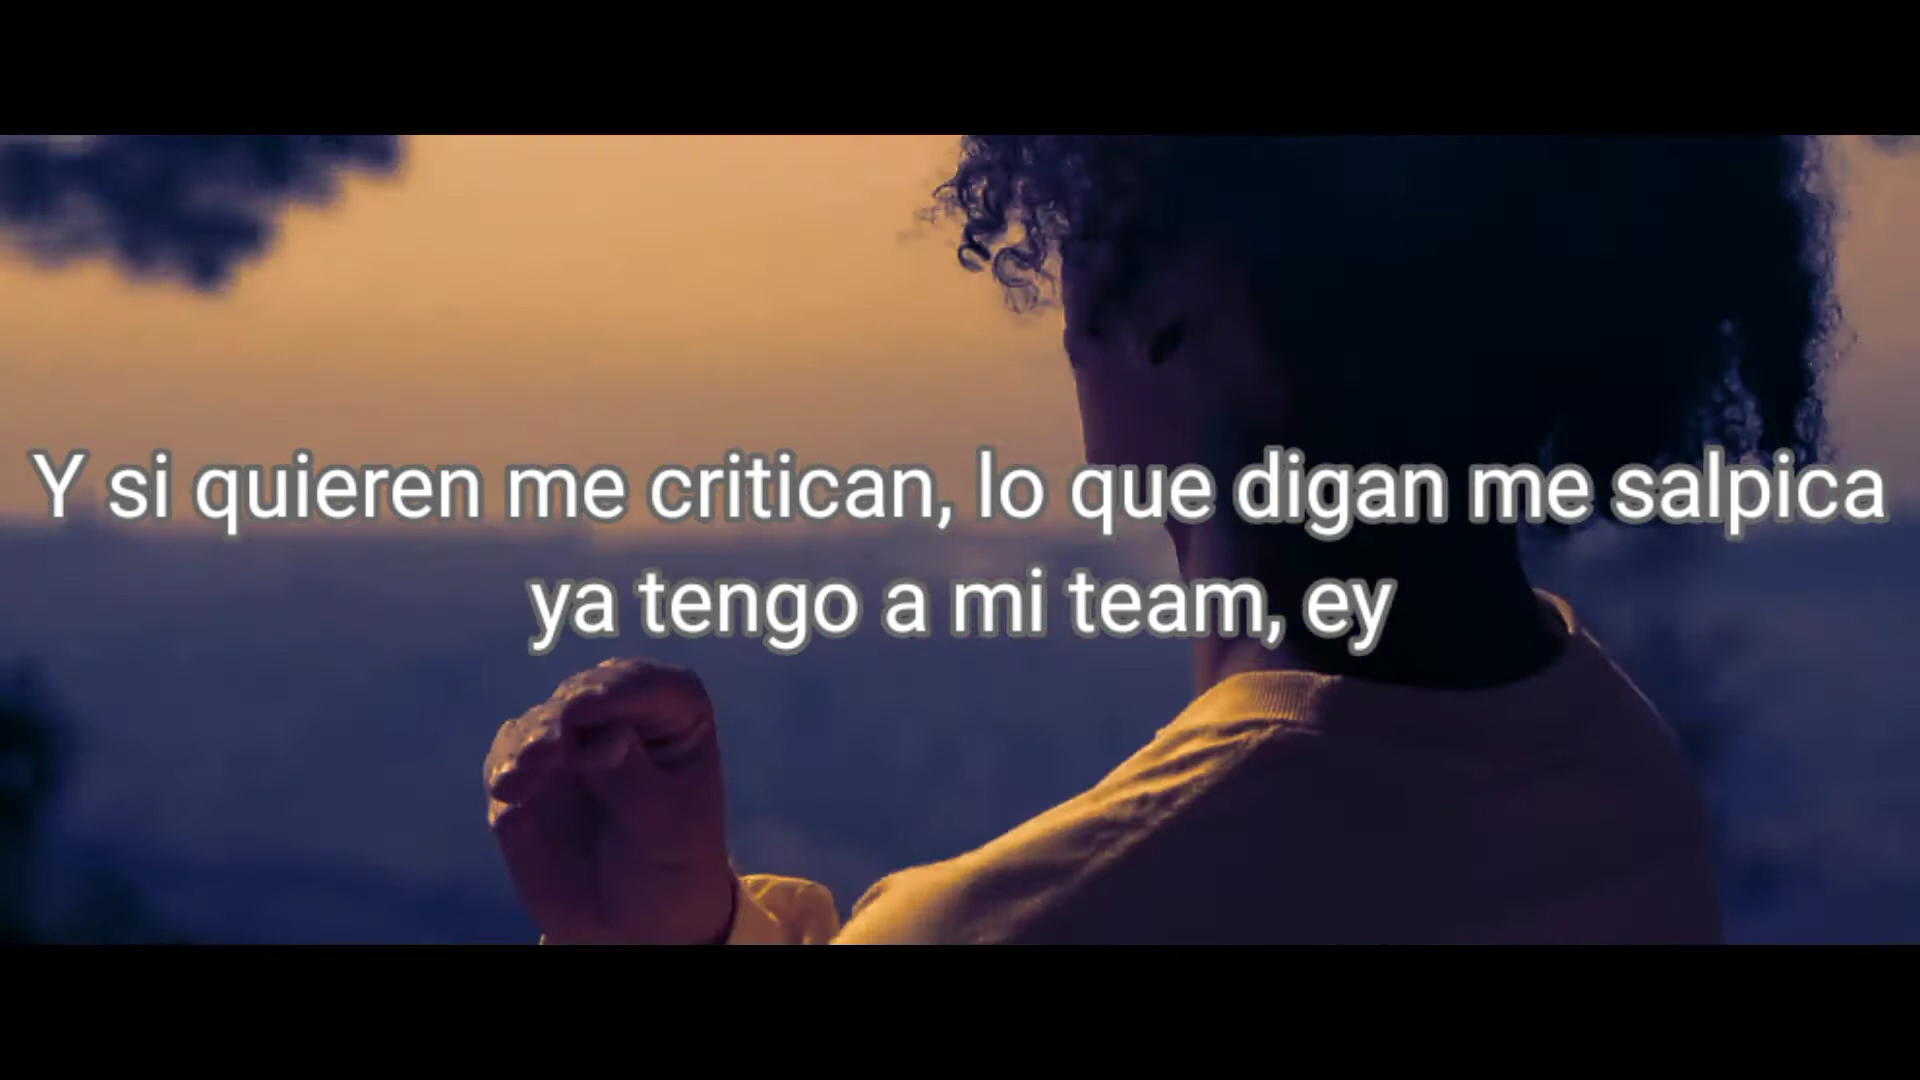 Y si quieren me critican, lo que digan me salpica
ya tengo a mi team, ey